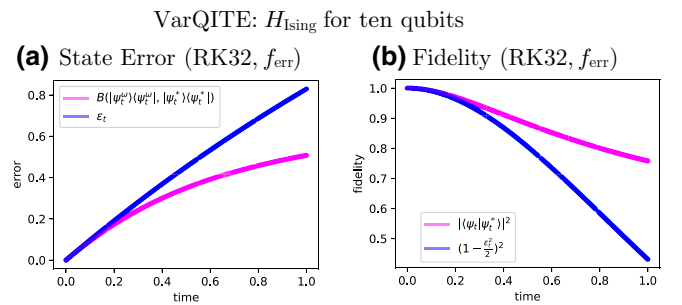 VarQITE: H_Ising for ten qubits
(a) State Error (RK32, f_err)
(b) Fidelity (RK32, f_err)
B(|ψ_t^ω⟩⟨ψ_t^ω|, |ψ_t^*⟩⟨ψ_t^*|)
ε_t
error
0.8
0.6
0.4
0.2
0.0
0.0 0.2 0.4 0.6 0.8 1.0
time
fidelity
1.0
0.9
0.8
0.7
0.6
0.5
|⟨ψ_t|ψ_t^*⟩|²
(1 − ε_t²/2)²
0.0 0.2 0.4 0.6 0.8 1.0
time